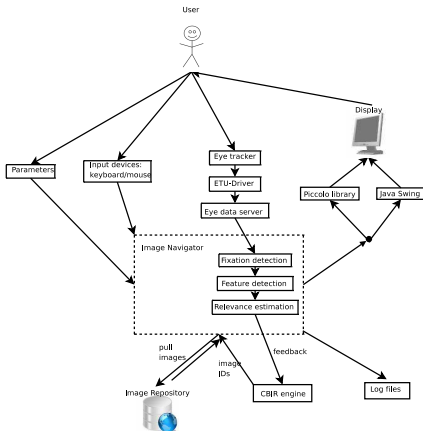 User
Display
Eye tracker
Parameters
Input devices:
keyboard/mouse
ETU-Driver
Piccolo library
Java Swing
Eye data server
Image Navigator
Fixation detection
Feature detection
Relevance estimation
pull
images
image
IDs
feedback
Image Repository
CBIR engine
Log files